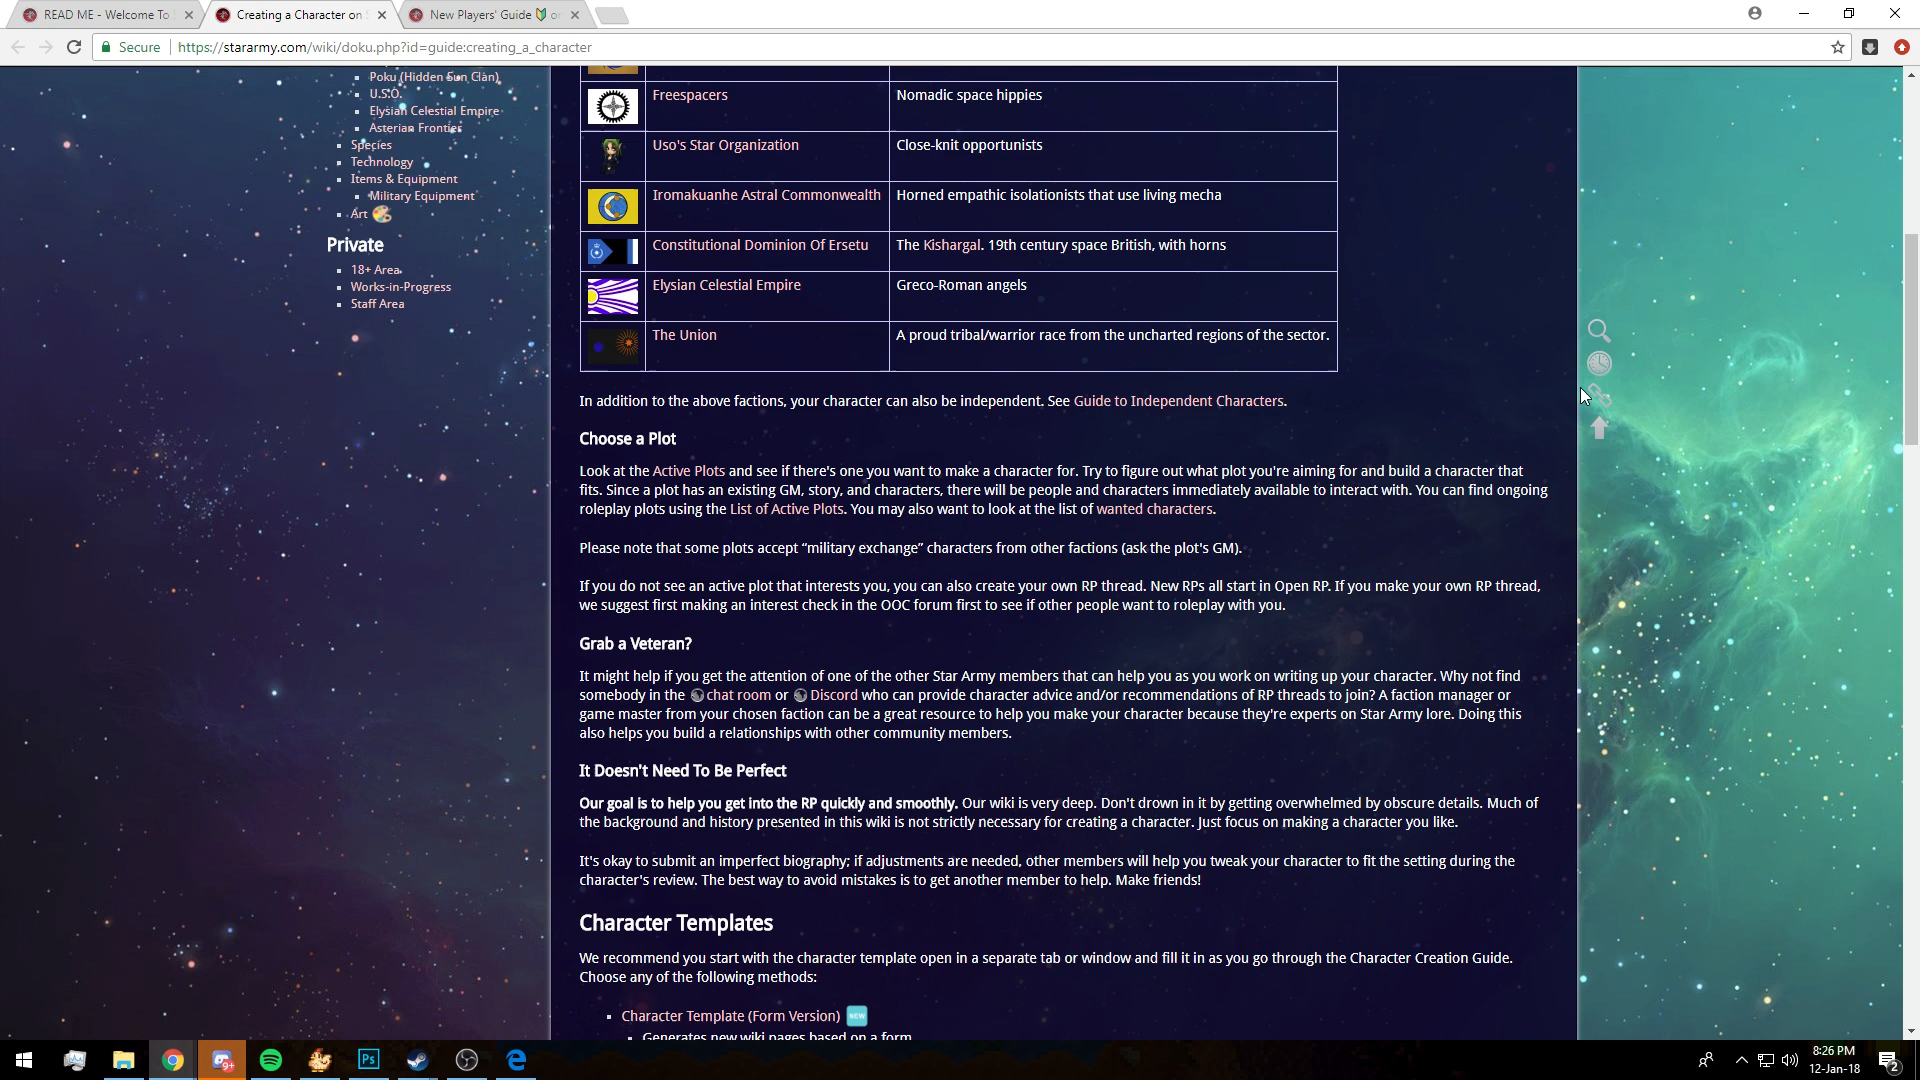 READ ME - Welcome To
Creating a Character on
New Players' Guide
Secure
https://stararmy.com/wiki/doku.php?id=guide:creating_a_character
Poku (Hidden Sun Clan)
U.S.O.
Elysian Celestial Empire
Asterian Frontier
Species
Technology
Items & Equipment
Military Equipment
Art
Private
18+ Area
Works-in-Progress
Staff Area
Freespacers Nomadic space hippies
Uso's Star Organization Close-knit opportunists
Iromakuanhe Astral Commonwealth Horned empathic isolationists that use living mecha
Constitutional Dominion Of Ersetu The Kishargal. 19th century space British, with horns
Elysian Celestial Empire Greco-Roman angels
The Union A proud tribal/warrior race from the uncharted regions of the sector.
In addition to the above factions, your character can also be independent. See Guide to Independent Characters.
Choose a Plot
Look at the Active Plots and see if there's one you want to make a character for. Try to figure out what plot you're aiming for and build a character that
fits. Since a plot has an existing GM, story, and characters, there will be people and characters immediately available to interact with. You can find ongoing
roleplay plots using the List of Active Plots. You may also want to look at the list of wanted characters.
Please note that some plots accept “military exchange” characters from other factions (ask the plot's GM).
If you do not see an active plot that interests you, you can also create your own RP thread. New RPs all start in Open RP. If you make your own RP thread,
we suggest first making an interest check in the OOC forum first to see if other people want to roleplay with you.
Grab a Veteran?
It might help if you get the attention of one of the other Star Army members that can help you as you work on writing up your character. Why not find
somebody in the chat room or Discord who can provide character advice and/or recommendations of RP threads to join? A faction manager or
game master from your chosen faction can be a great resource to help you make your character because they're experts on Star Army lore. Doing this
also helps you build a relationships with other community members.
It Doesn't Need To Be Perfect
Our goal is to help you get into the RP quickly and smoothly. Our wiki is very deep. Don't drown in it by getting overwhelmed by obscure details. Much of
the background and history presented in this wiki is not strictly necessary for creating a character. Just focus on making a character you like.
It's okay to submit an imperfect biography; if adjustments are needed, other members will help you tweak your character to fit the setting during the
character's review. The best way to avoid mistakes is to get another member to help. Make friends!
Character Templates
We recommend you start with the character template open in a separate tab or window and fill it in as you go through the Character Creation Guide.
Choose any of the following methods:
Character Template (Form Version) NEW
Generates new wiki pages based on a form
9+
Ps
8:26 PM
12-Jan-18
2